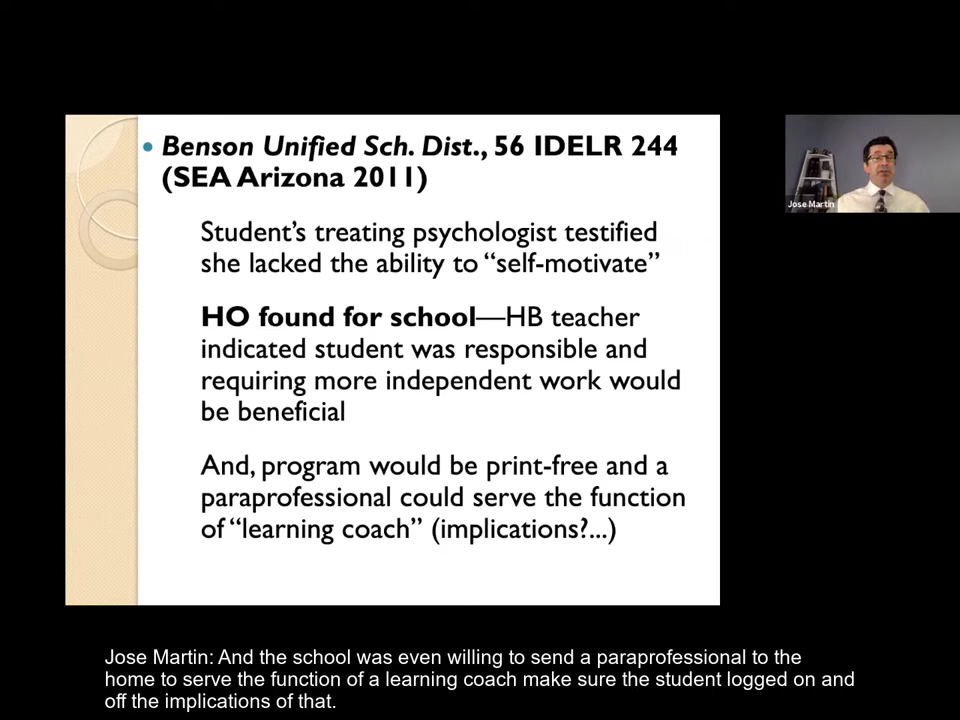 • Benson Unified Sch. Dist., 56 IDELR 244
(SEA Arizona 2011)
Student’s treating psychologist testified
she lacked the ability to “self-motivate”
HO found for school—HB teacher
indicated student was responsible and
requiring more independent work would
be beneficial
And, program would be print-free and a
paraprofessional could serve the function
of “learning coach” (implications?...)
Jose Martin
Jose Martin: And the school was even willing to send a paraprofessional to the
home to serve the function of a learning coach make sure the student logged on and
off the implications of that.